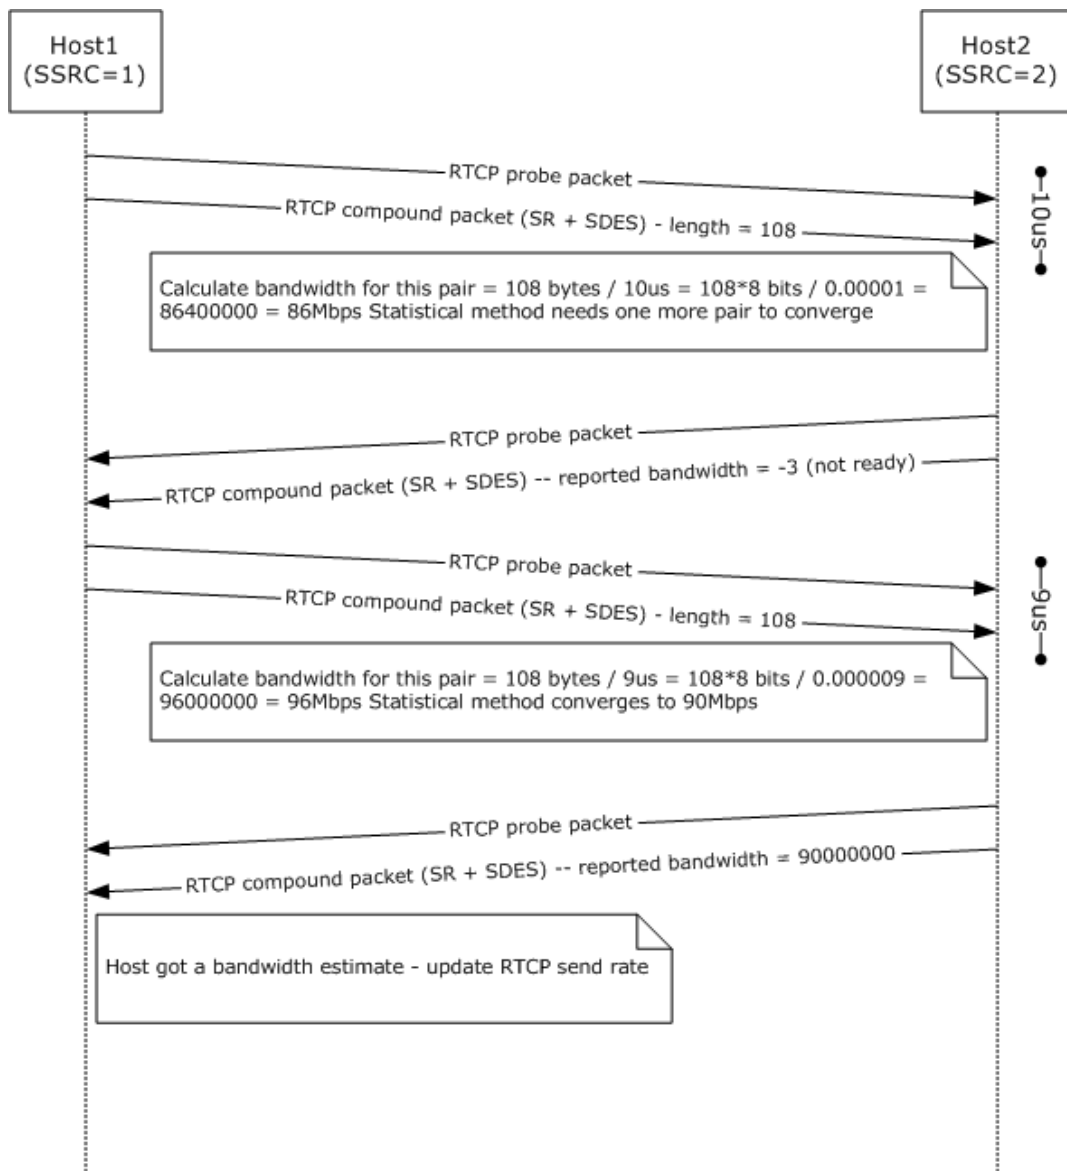 Host1
(SSRC=1)
Host2
(SSRC=2)
RTCP probe packet
RTCP compound packet (SR + SDES) - length = 108
10us
Calculate bandwidth for this pair = 108 bytes / 10us = 108*8 bits / 0.00001 =
86400000 = 86Mbps Statistical method needs one more pair to converge
RTCP probe packet
RTCP compound packet (SR + SDES) -- reported bandwidth = -3 (not ready)
RTCP probe packet
RTCP compound packet (SR + SDES) - length = 108
9us
Calculate bandwidth for this pair = 108 bytes / 9us = 108*8 bits / 0.000009 =
96000000 = 96Mbps Statistical method converges to 90Mbps
RTCP probe packet
RTCP compound packet (SR + SDES) -- reported bandwidth = 90000000
Host got a bandwidth estimate - update RTCP send rate